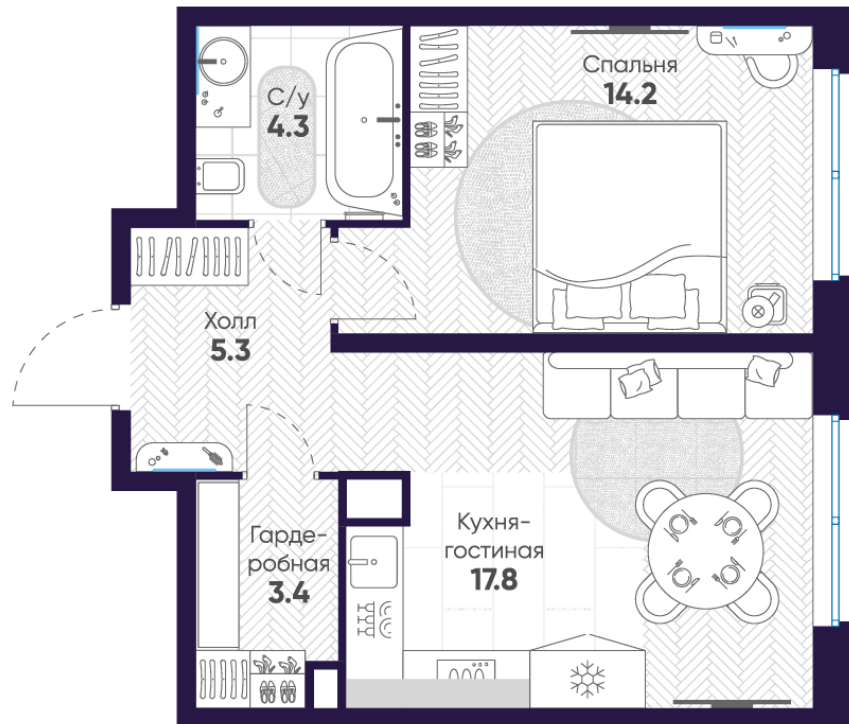 С/у
4.3
Спальня
14.2
Холл
5.3
Гарде-
робная
3.4
Кухня-
гостиная
17.8